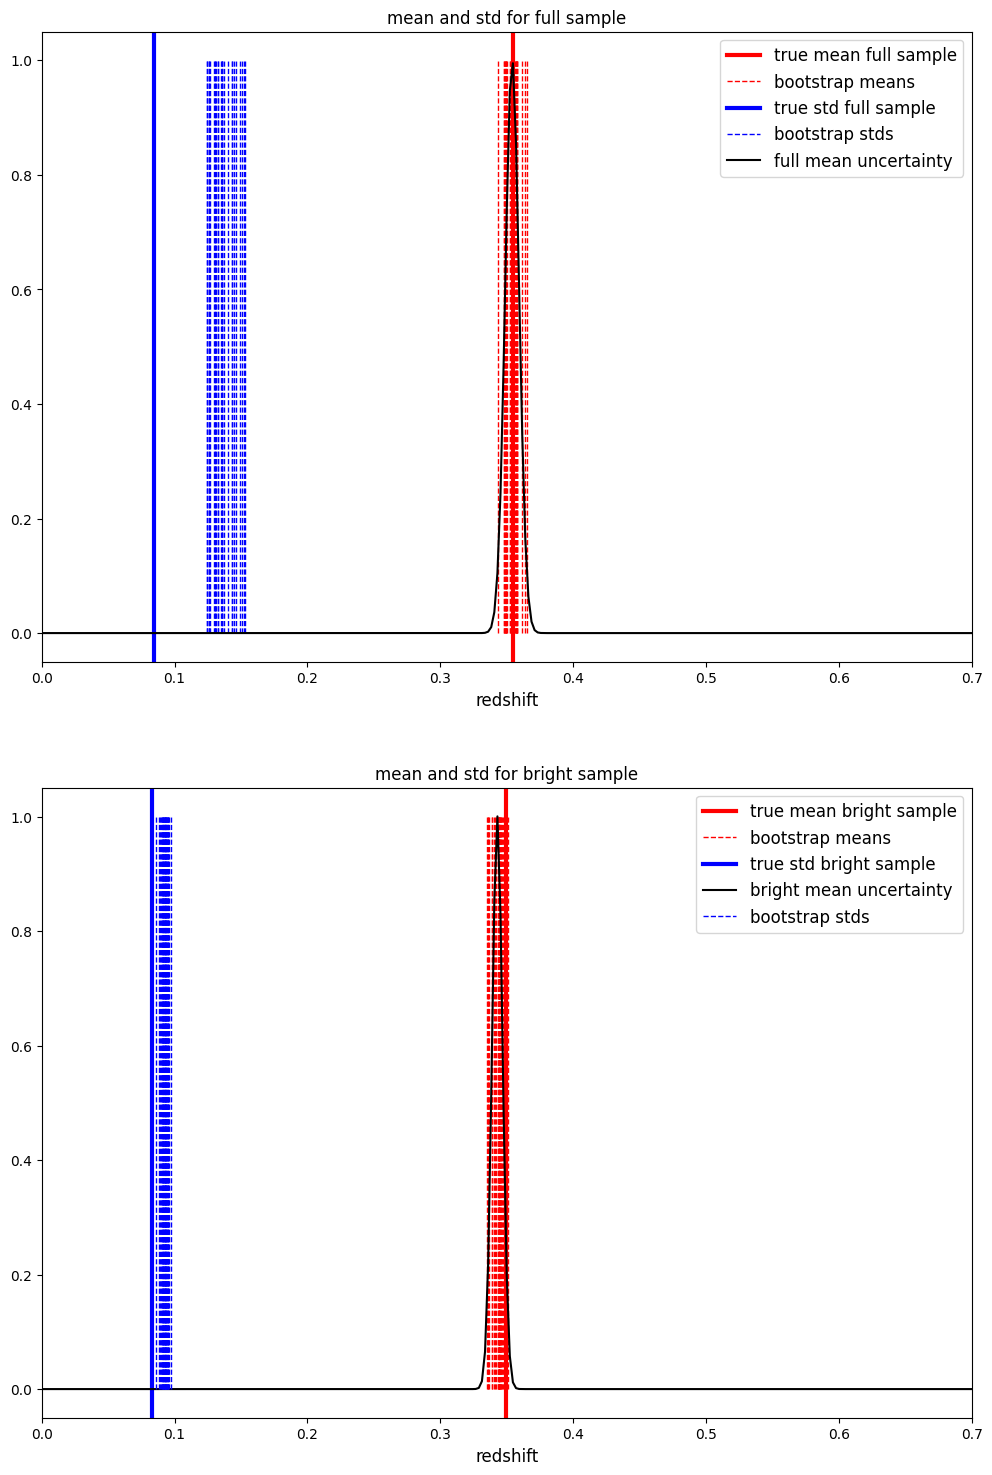 mean and std for full sample
true mean full sample
bootstrap means
true std full sample
bootstrap stds
full mean uncertainty
1.0
0.8
0.6
0.4
0.2
0.0
0.0 0.1 0.2 0.3 0.4 0.5 0.6 0.7
redshift
mean and std for bright sample
true mean bright sample
bootstrap means
true std bright sample
bright mean uncertainty
bootstrap stds
1.0
0.8
0.6
0.4
0.2
0.0
0.0 0.1 0.2 0.3 0.4 0.5 0.6 0.7
redshift